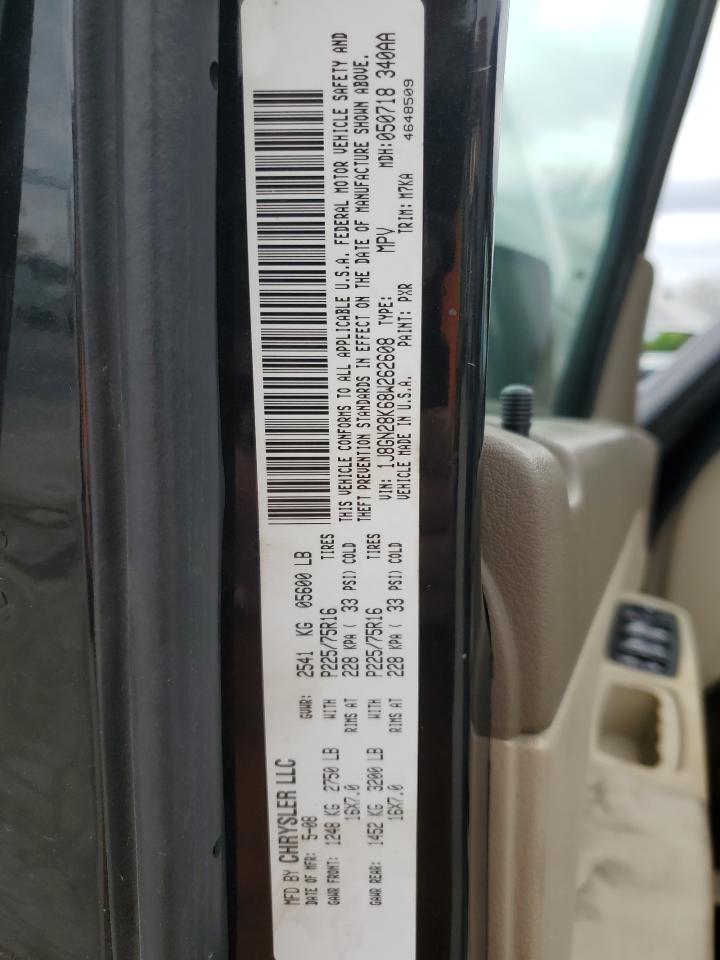 MFD BY CHRYSLER LLC
DATE OF MFR: 5-08 GVWR: 2541 KG 05600 LB
GAWR FRONT: 1248 KG 2750 LB WITH P225/75R16 TIRES
16X7.0 RIMS AT 228 KPA ( 33 PSI) COLD
GAWR REAR: 1452 KG 3200 LB WITH P225/75R16 TIRES
16X7.0 RIMS AT 228 KPA ( 33 PSI) COLD
THIS VEHICLE CONFORMS TO ALL APPLICABLE U.S.A. FEDERAL MOTOR VEHICLE SAFETY AND
THEFT PREVENTION STANDARDS IN EFFECT ON THE DATE OF MANUFACTURE SHOWN ABOVE.
VIN: 1J8GN28K68W262608 TYPE: MPV MDH:050718 340AA
VEHICLE MADE IN U.S.A. PAINT: PXR TRIM: M7KA 4648509